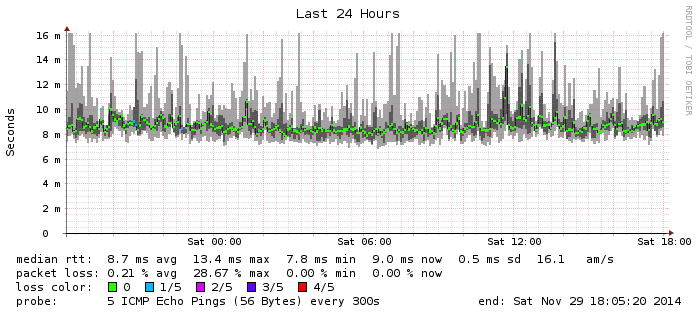 Last 24 Hours
RRDTOOL / TOBI OETIKER
Seconds
16 m
14 m
12 m
10 m
8 m
6 m
4 m
2 m
0
Sat 00:00 Sat 06:00 Sat 12:00 Sat 18:00
median rtt: 8.7 ms avg 13.4 ms max 7.8 ms min 9.0 ms now 0.5 ms sd 16.1 am/s
packet loss: 0.21 % avg 28.67 % max 0.00 % min 0.00 % now
loss color: 0 1/5 2/5 3/5 4/5
probe: 5 ICMP Echo Pings (56 Bytes) every 300s end: Sat Nov 29 18:05:20 2014